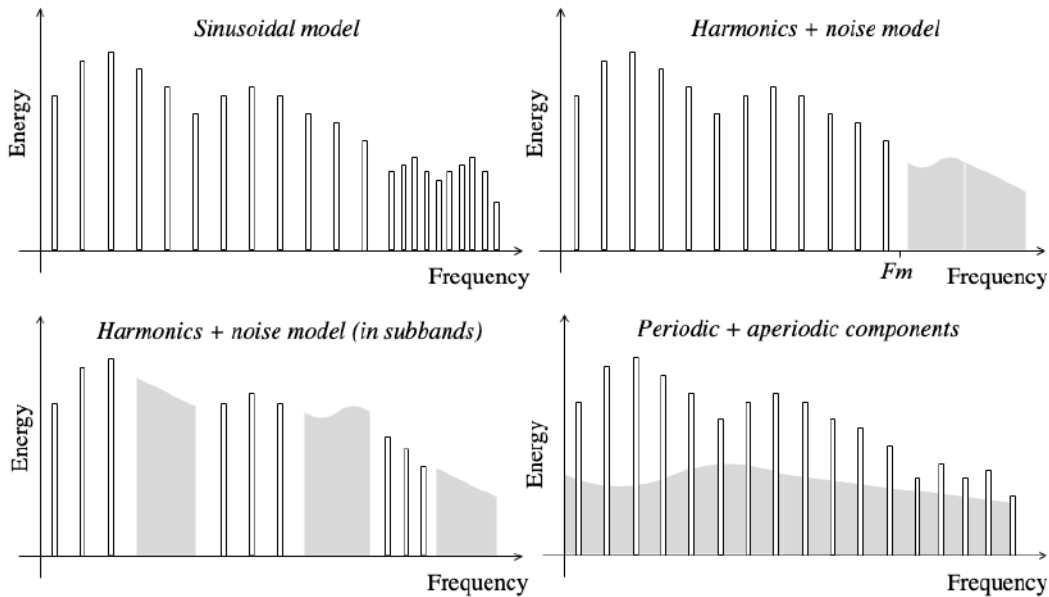 Sinusoidal model
Energy
Frequency
Harmonics + noise model
Energy
Fm
Frequency
Harmonics + noise model (in subbands)
Energy
Frequency
Periodic + aperiodic components
Energy
Frequency